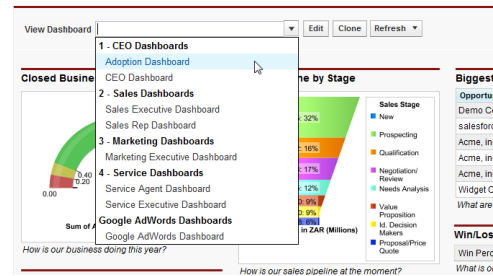 View Dashboard
Edit Clone Refresh
1 - CEO Dashboards
Adoption Dashboard
CEO Dashboard
2 - Sales Dashboards
Sales Executive Dashboard
Sales Rep Dashboard
3 - Marketing Dashboards
Marketing Executive Dashboard
4 - Service Dashboards
Service Agent Dashboard
Service Executive Dashboard
Google AdWords Dashboards
Google AdWords Dashboard
Closed Busine
0.40
0.20
0.00
Sum of A
How is our business doing this year?
ne by Stage
32%
16%
17%
12%
9%
9%
6%
in ZAR (Millions)
Sales Stage
New
Prospecting
Qualification
Negotiation/
Review
Needs Analysis
Value
Proposition
Id. Decision
Makers
Proposal/Price
Quote
How is our sales pipeline at the moment?
Biggest
Opportu
Demo Co
salesforc
Acme, in
Acme, in
Acme, in
Widget C
What are
Win/Los
Win Perc
What is o